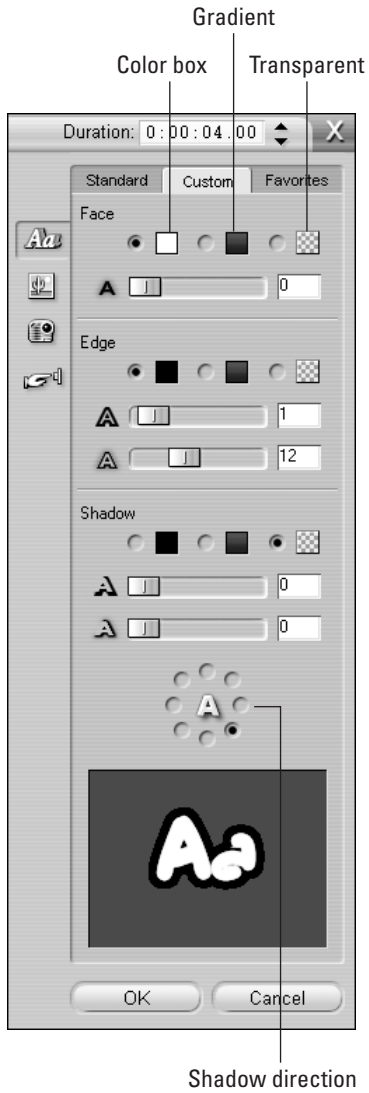 Gradient
Color box Transparent
Duration: 0:00:04.00 X
Standard Custom Favorites
Aa
Face
A 0
Edge
A 1
A 12
Shadow
A 0
A 0
A
Aa
OK Cancel
Shadow direction